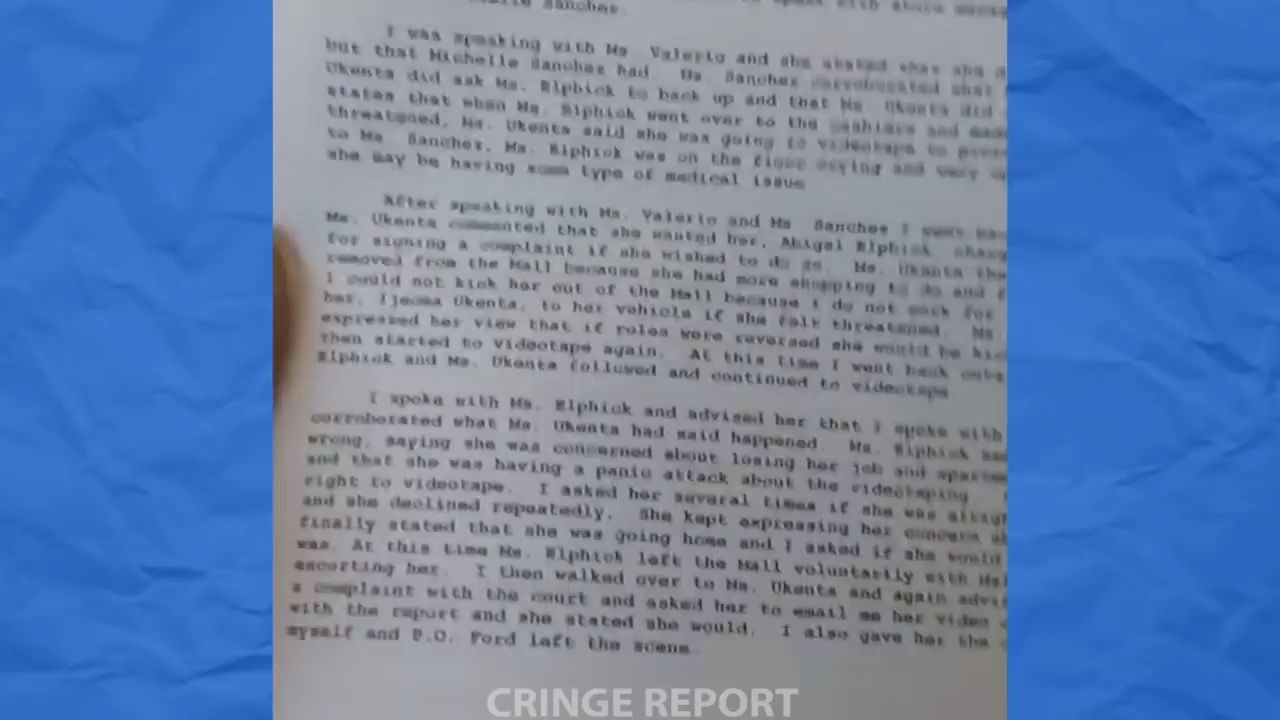 speak with store
Sanchez.
I was speaking with Ms. Valerio and she stated that she
but that Michelle Sanchez had. Ms. Sanchez corroborated that
Ukenta did ask Ms. Elphick to back up and that Ms. Ukenta did
states that when Ms. Elphick went over to the cashiers and
threatened, Ms. Ukenta said she was going to videotape to
to Ms. Sanchez, Ms. Elphick was on the floor crying and very
she may be having some type of medical issue
After speaking with Ms. Valerio and Ms Sanchez I went
Ms. Ukenta commented that she wanted her, Abigal Elphick
for signing a complaint if she wished to do so. Ms. Ukenta
removed from the Mall because she had more shopping to do and
I could not kick her out of the Mall because I do not work for
her, Ijeoma Ukenta, to her vehicle if she felt threatened. Ms.
expressed her view that if roles were reversed she would be
then started to videotape again. At this time I went back
Elphick and Ms. Ukenta followed and continued to videotape
I spoke with Ms. Elphick and advised her that I spoke with
corroborated what Ms. Ukenta had said happened Ms. Elphick
wrong, saying she was concerned about losing her job and
and that she was having a panic attack about the videotaping
right to videotape. I asked her several times if she was
and she declined repeatedly. She kept expressing her concern
finally stated that she was going home and I asked if she would
was. At this time Ms. Elphick left the Mall voluntarily with
escorting her. I then walked over to Ms. Ukenta and again
a complaint with the court and asked her to email me her video
with the report and she stated she would. I also gave her the
myself and P.O. Ford left the scene
CRINGE REPORT